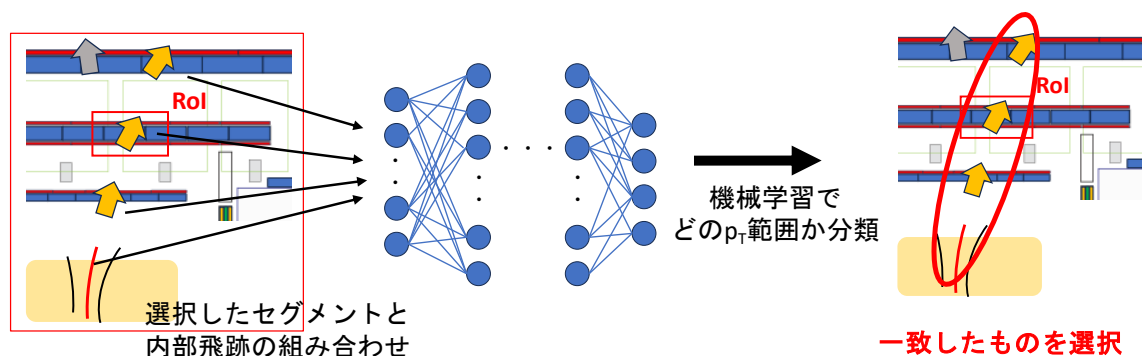 RoI
選択したセグメントと
内部飛跡の組み合わせ
機械学習で
どのpT範囲か分類
RoI
一致したものを選択